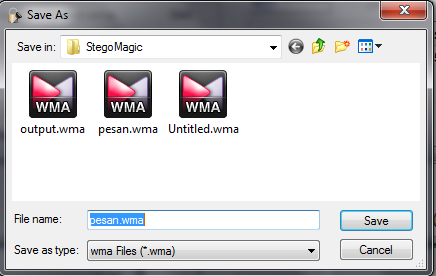 Save As
Save in:
StegoMagic
WMA
WMA
WMA
output.wma
pesan.wma
Untitled.wma
File name:
pesan.wma
Save
Save as type:
wma Files (*.wma)
Cancel